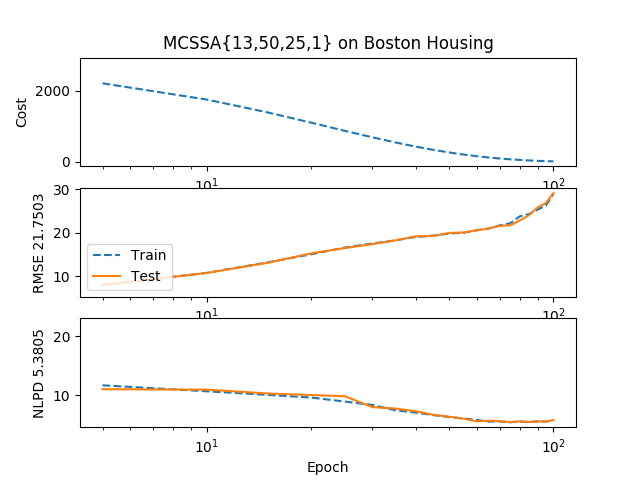 MCSSA{13,50,25,1} on Boston Housing
Cost
2000
0
10¹
10²
RMSE 21.7503
30
20
10
Train
Test
10¹
10²
NLPD 5.3805
20
10
10¹
10²
Epoch